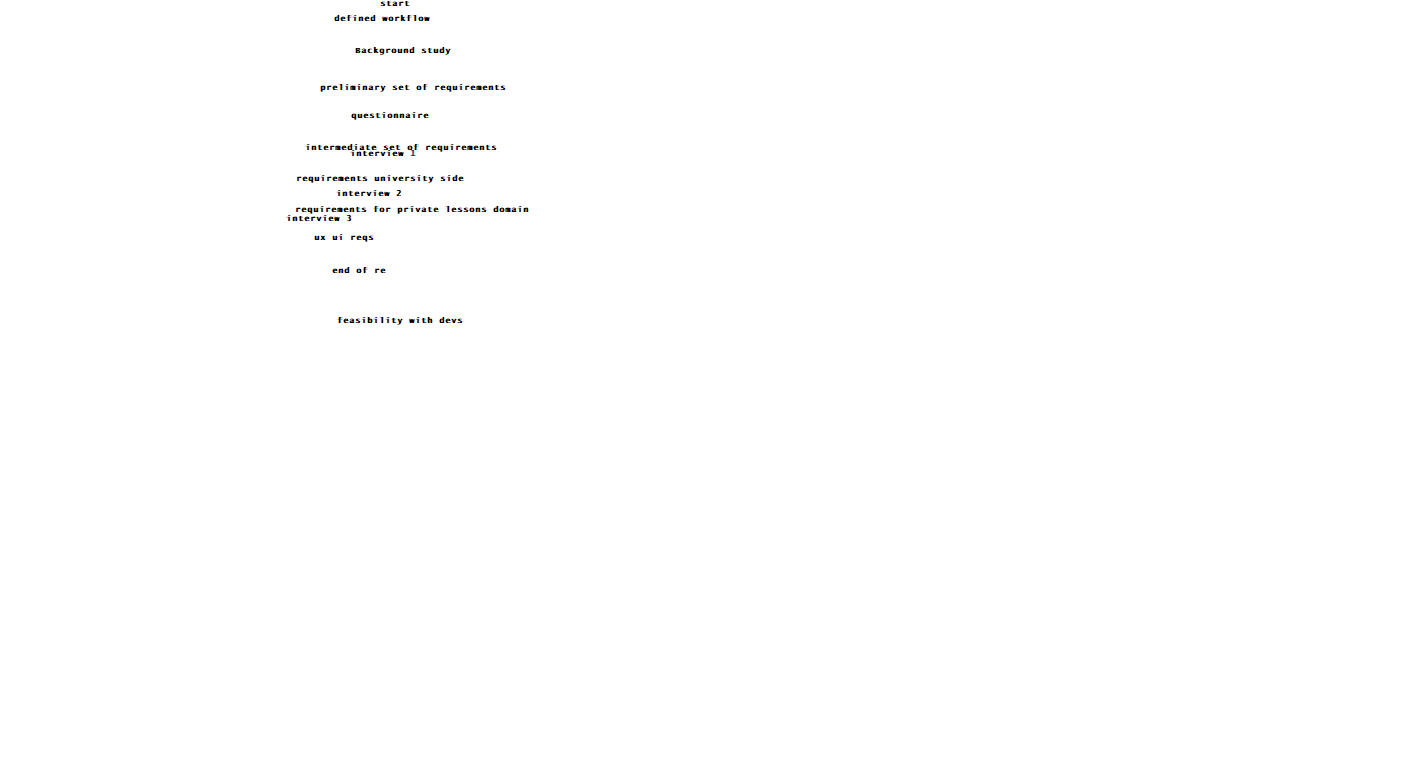 start
defined workflow
Background study
preliminary set of requirements
questionnaire
intermediate set of requirements
interview 1
requirements university side
interview 2
requirements for private lessons domain
interview 3
ux ui reqs
end of re
feasibility with devs